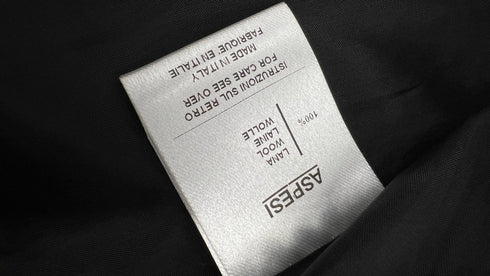 ASPESI
100%
LANA
WOOL
LAINE
WOLLE
ISTRUZIONI SUL RETRO
FOR CARE SEE OVER
MADE IN ITALY
FABRIQUE' EN ITALIE